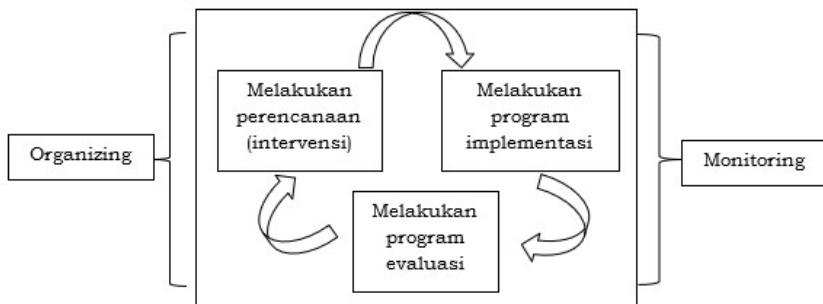 Melakukan
perencanaan
(intervensi)
Melakukan
program
implementasi
Organizing
Monitoring
Melakukan
program
evaluasi